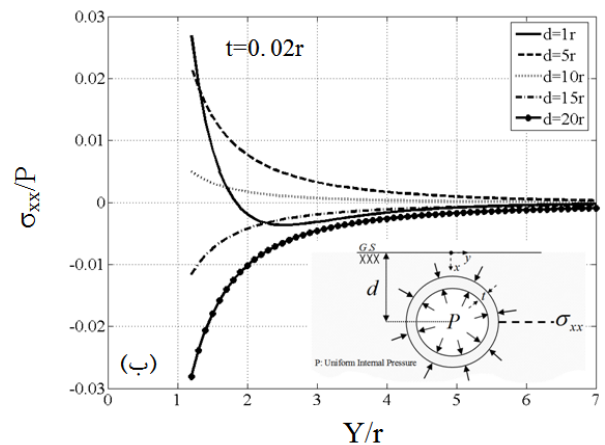 t=0.02r
d=1r
d=5r
d=10r
d=15r
d=20r
0.03
0.02
0.01
0
-0.01
-0.02
-0.03
σxx/P
(ب)
G.S
y
x
d
t
P
σxx
P: Uniform Internal Pressure
0 1 2 3 4 5 6 7
Y/r